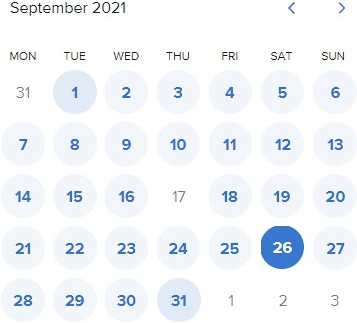 September 2021
MON TUE WED THU FRI SAT SUN
31 1 2 3 4 5 6
7 8 9 10 11 12 13
14 15 16 17 18 19 20
21 22 23 24 25 26 27
28 29 30 31 1 2 3